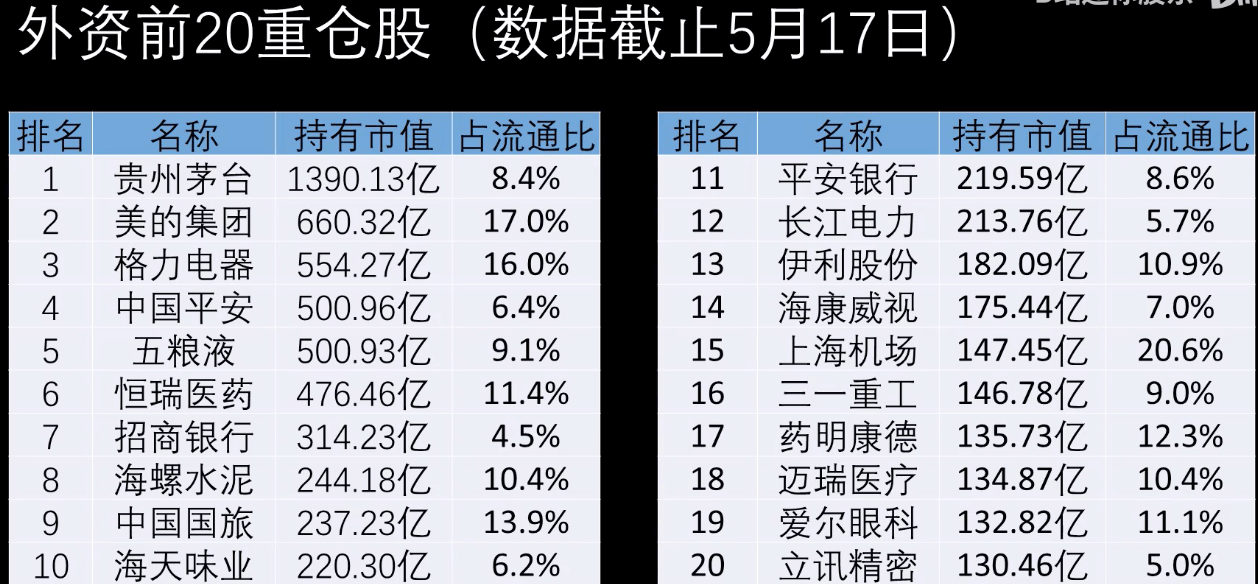 外资前20重仓股（数据截止5月17日）
排名 名称 持有市值 占流通比
1 贵州茅台 1390.13亿 8.4%
2 美的集团 660.32亿 17.0%
3 格力电器 554.27亿 16.0%
4 中国平安 500.96亿 6.4%
5 五粮液 500.93亿 9.1%
6 恒瑞医药 476.46亿 11.4%
7 招商银行 314.23亿 4.5%
8 海螺水泥 244.18亿 10.4%
9 中国国旅 237.23亿 13.9%
10 海天味业 220.30亿 6.2%
排名 名称 持有市值 占流通比
11 平安银行 219.59亿 8.6%
12 长江电力 213.76亿 5.7%
13 伊利股份 182.09亿 10.9%
14 海康威视 175.44亿 7.0%
15 上海机场 147.45亿 20.6%
16 三一重工 146.78亿 9.0%
17 药明康德 135.73亿 12.3%
18 迈瑞医疗 134.87亿 10.4%
19 爱尔眼科 132.82亿 11.1%
20 立讯精密 130.46亿 5.0%